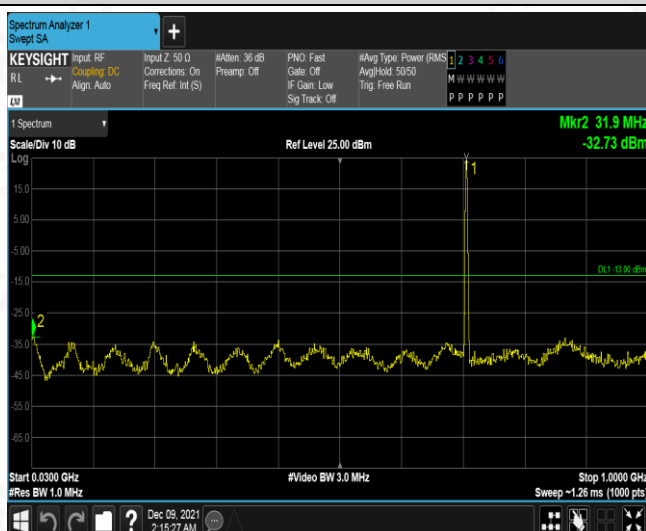 Spectrum Analyzer 1
Swept SA
+
KEYSIGHT Input: RF Input Z: 50 Ω #Atten: 36 dB PNO: Fast #Avg Type: Power (RMS 1 2 3 4 5 6
RL Coupling: DC Corrections: On Preamp: Off Gate: Off Avg|Hold: 50/50 M W W W W W
Align: Auto Freq Ref: Int (S) IF Gain: Low Trig: Free Run
LXI Sig Track: Off P P P P P P
1 Spectrum Mkr2 31.9 MHz
Scale/Div 10 dB Ref Level 25.00 dBm -32.73 dBm
Log
1
15.0
5.00
-5.00
DL1 -13.00 dBm
-15.0
-25.0
2
-35.0
-45.0
-55.0
-65.0
Start 0.0300 GHz #Video BW 3.0 MHz Stop 1.0000 GHz
#Res BW 1.0 MHz Sweep ~1.26 ms (1000 pts)
? Dec 09, 2021
2:15:27 AM